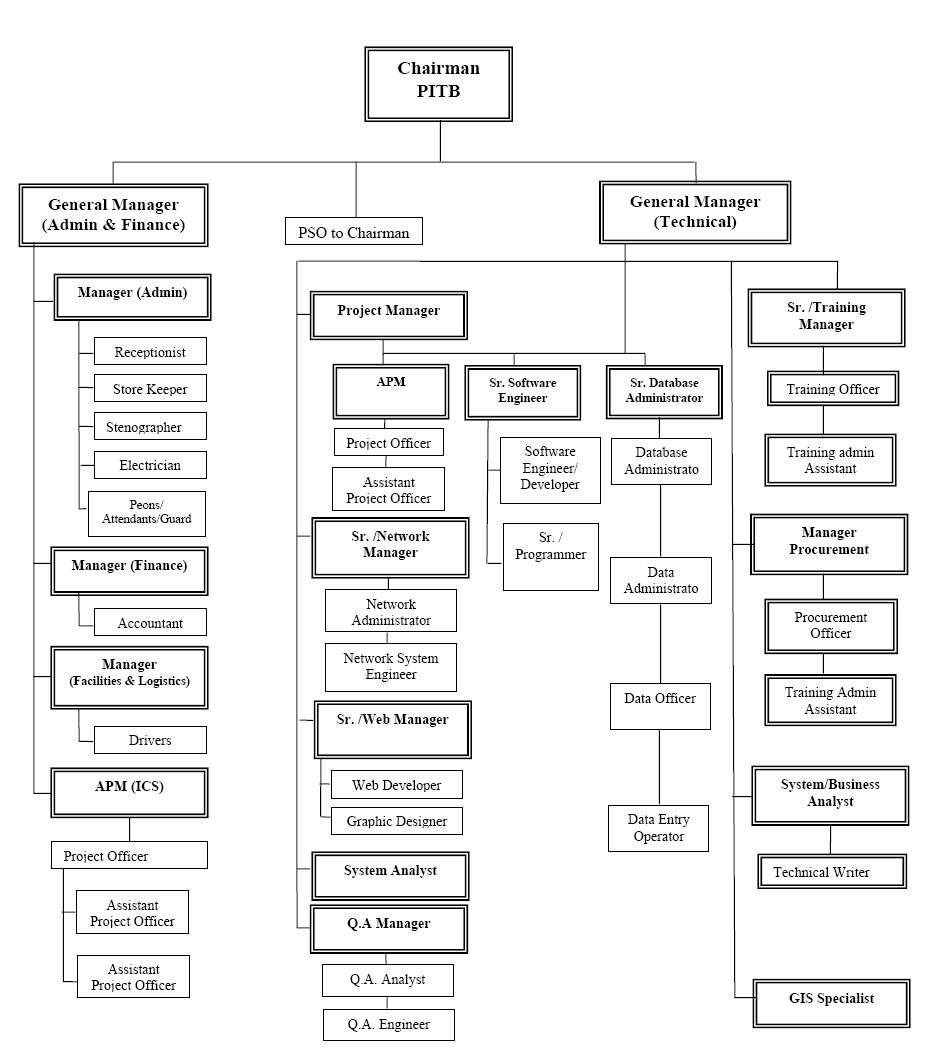 Chairman
PITB
General Manager
(Admin & Finance)
PSO to Chairman
General Manager
(Technical)
Manager (Admin)
Receptionist
Store Keeper
Stenographer
Electrician
Peons/
Attendants/Guard
Manager (Finance)
Accountant
Manager
(Facilities & Logistics)
Drivers
APM (ICS)
Project Officer
Assistant
Project Officer
Assistant
Project Officer
Project Manager
APM
Project Officer
Assistant
Project Officer
Sr. Software
Engineer
Software
Engineer/
Developer
Sr. /
Programmer
Sr. Database
Administrator
Database
Administrato
Data
Administrato
Data Officer
Data Entry
Operator
Sr. /Network
Manager
Network
Administrator
Network System
Engineer
Sr. /Web Manager
Web Developer
Graphic Designer
System Analyst
Q.A Manager
Q.A. Analyst
Q.A. Engineer
Sr. /Training
Manager
Training Officer
Training admin
Assistant
Manager
Procurement
Procurement
Officer
Training Admin
Assistant
System/Business
Analyst
Technical Writer
GIS Specialist